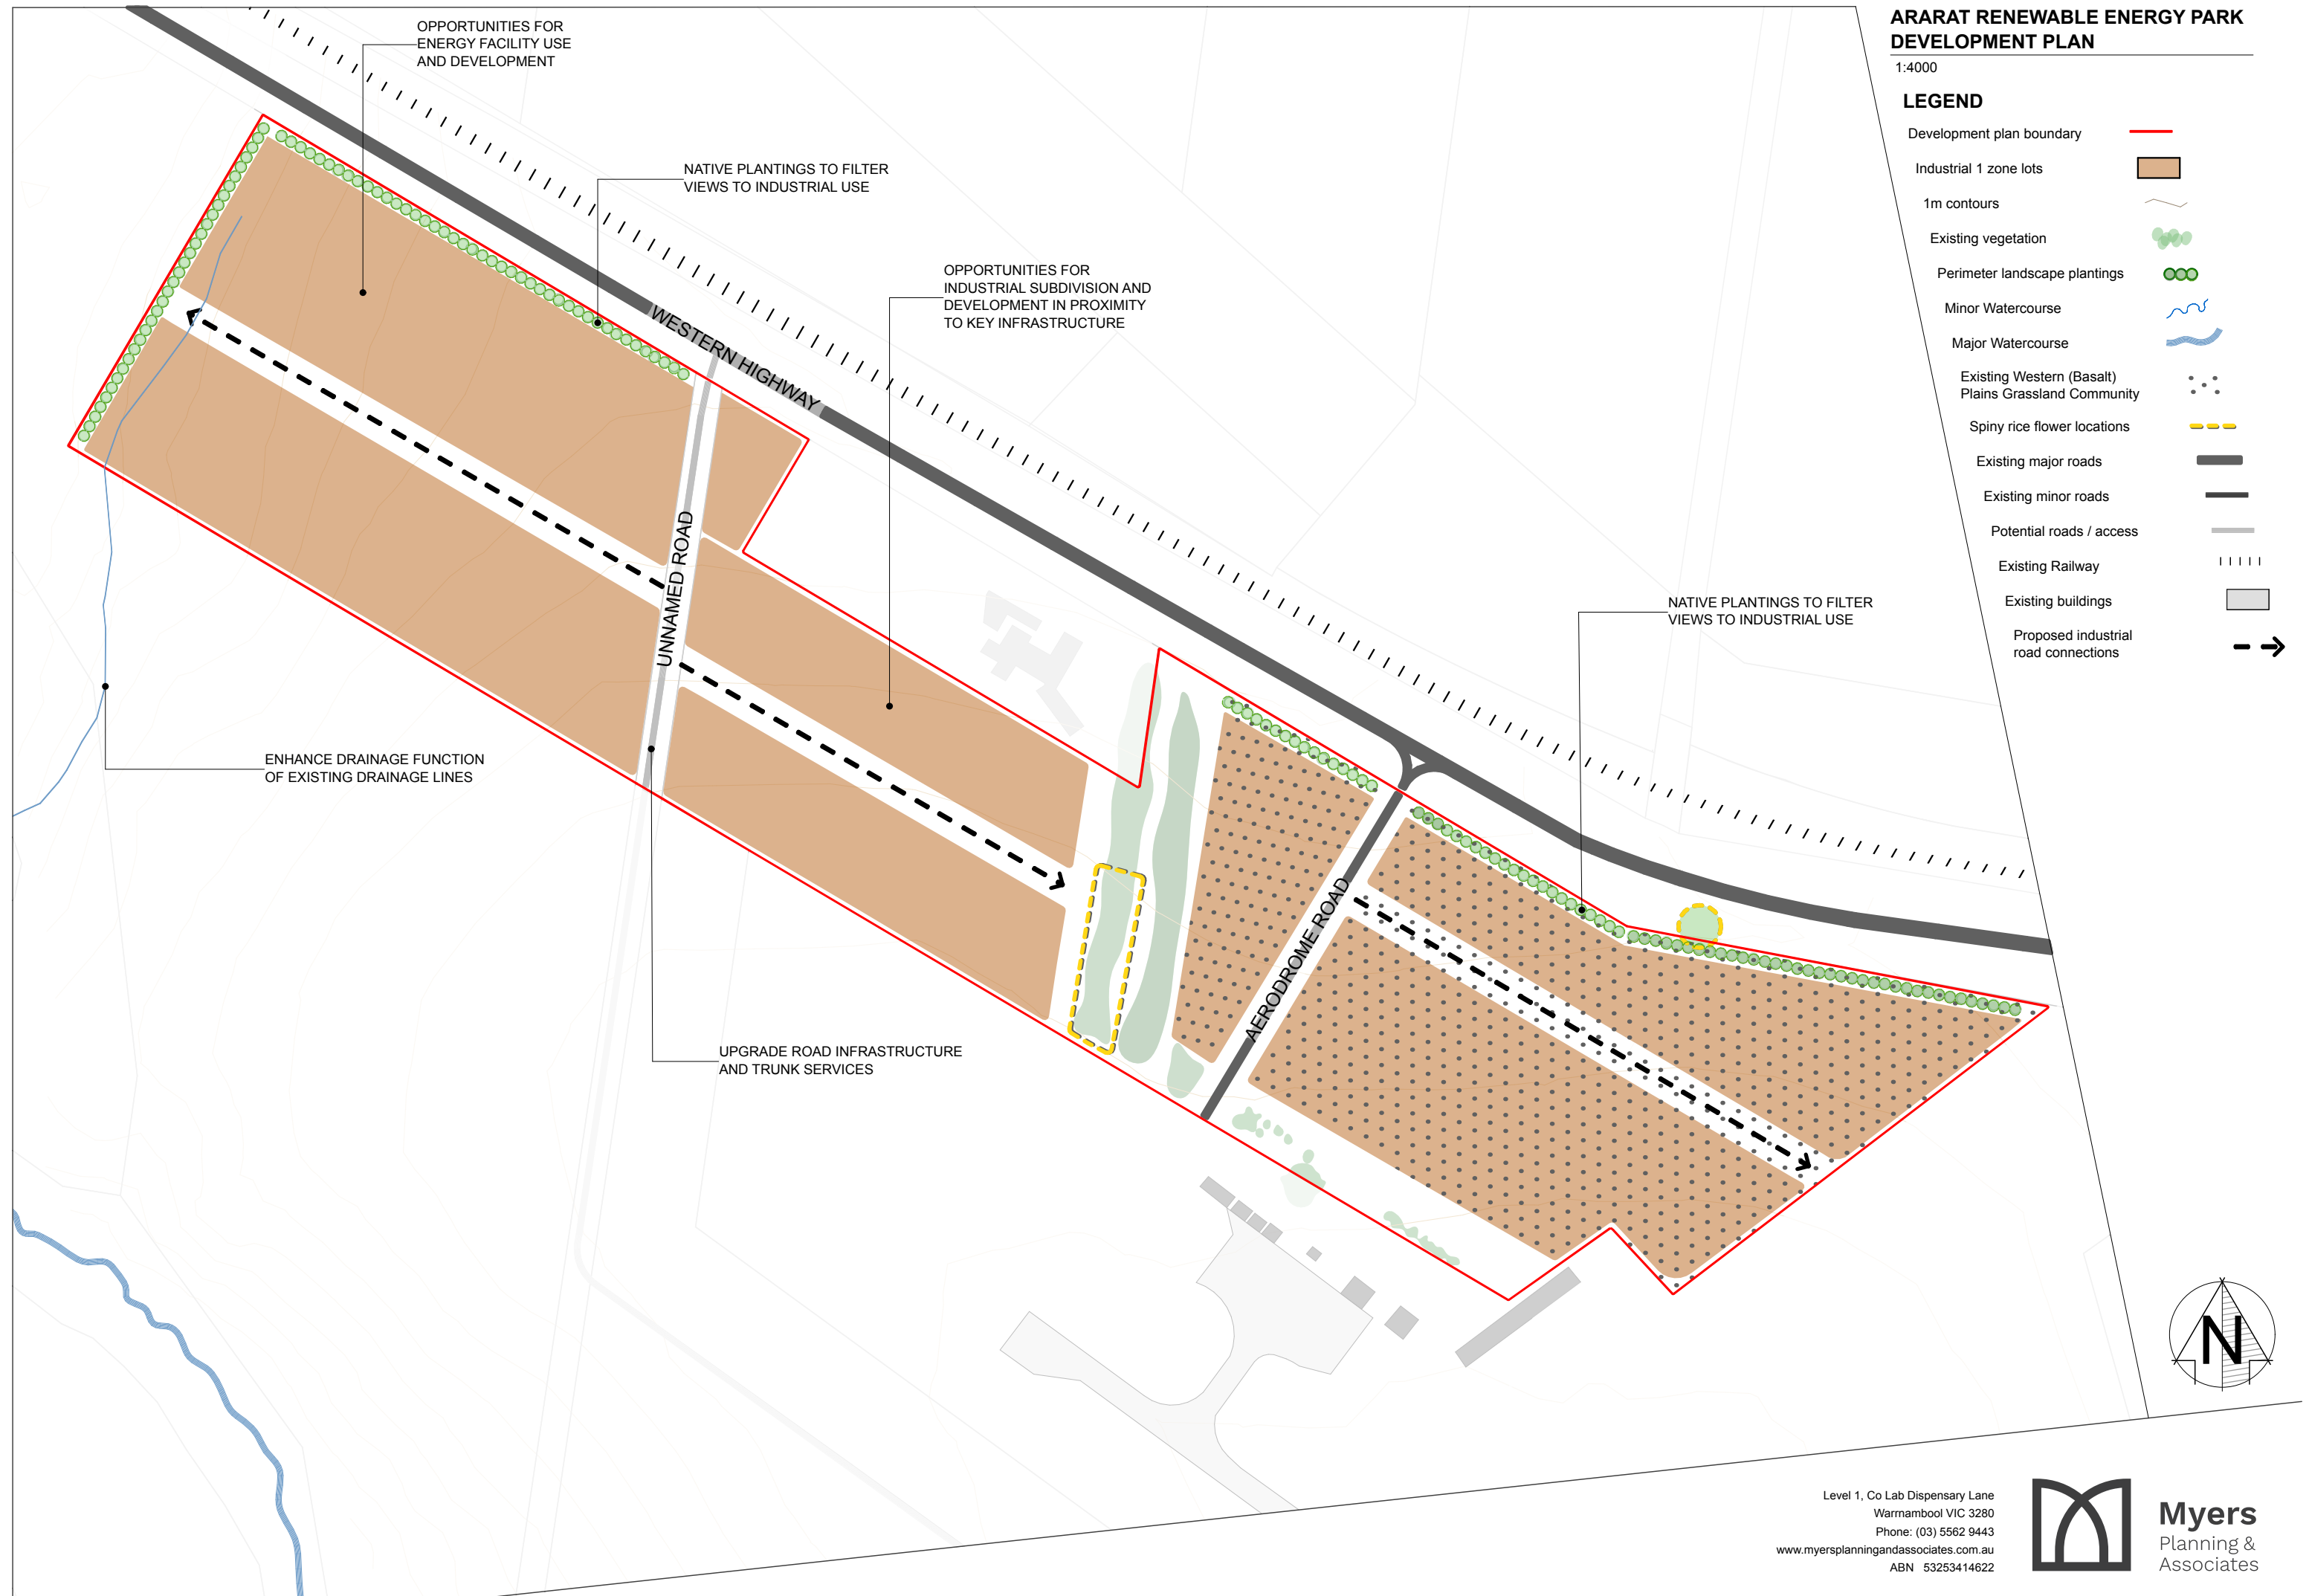 ARARAT RENEWABLE ENERGY PARK
DEVELOPMENT PLAN
1:4000
LEGEND
Development plan boundary
Industrial 1 zone lots
1m contours
Existing vegetation
Perimeter landscape plantings
Minor Watercourse
Major Watercourse
Existing Western (Basalt)
Plains Grassland Community
Spiny rice flower locations
Existing major roads
Existing minor roads
Potential roads / access
Existing Railway
Existing buildings
Proposed industrial
road connections
OPPORTUNITIES FOR
ENERGY FACILITY USE
AND DEVELOPMENT
NATIVE PLANTINGS TO FILTER
VIEWS TO INDUSTRIAL USE
OPPORTUNITIES FOR
INDUSTRIAL SUBDIVISION AND
DEVELOPMENT IN PROXIMITY
TO KEY INFRASTRUCTURE
WESTERN HIGHWAY
UNNAMED ROAD
NATIVE PLANTINGS TO FILTER
VIEWS TO INDUSTRIAL USE
ENHANCE DRAINAGE FUNCTION
OF EXISTING DRAINAGE LINES
AERODROME ROAD
UPGRADE ROAD INFRASTRUCTURE
AND TRUNK SERVICES
N
Level 1, Co Lab Dispensary Lane
Warrnambool VIC 3280
Phone: (03) 5562 9443
www.myersplanningandassociates.com.au
ABN 53253414622
Myers
Planning &
Associates